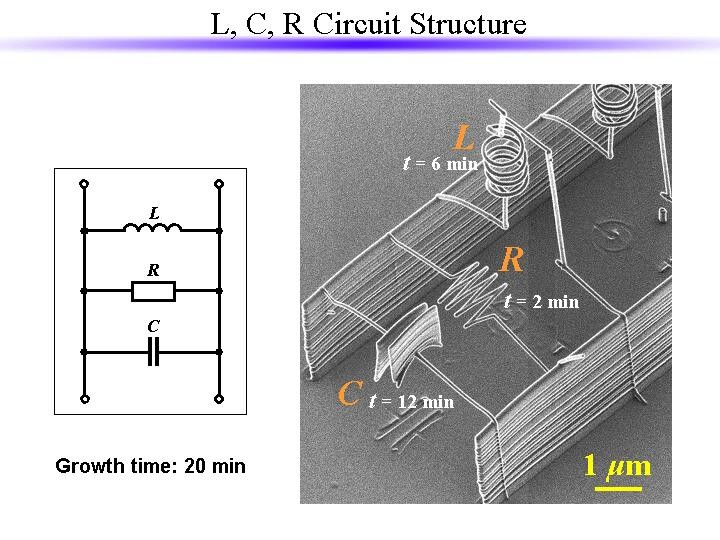 L, C, R Circuit Structure
L
t = 6 min
L
R
R
t = 2 min
C
C t = 12 min
Growth time: 20 min
1 μm